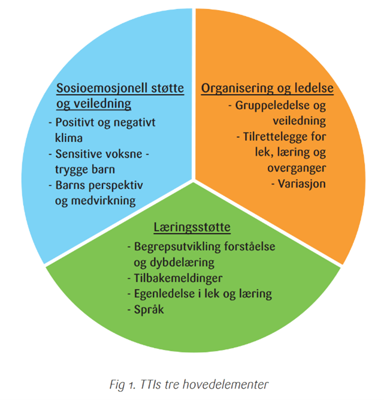 Sosioemosjonell støtte
og veiledning
- Positivt og negativt
klima
- Sensitive voksne -
trygge barn
- Barns perspektiv
og medvirkning
Organisering og ledelse
- Gruppeledelse og
veiledning
- Tilrettelegge for
lek, læring og
overganger
- Variasjon
Læringsstøtte
- Begrepsutvikling forståelse
og dybdelæring
- Tilbakemeldinger
- Egenledelse i lek og læring
- Språk
Fig 1. TTIs tre hovedelementer